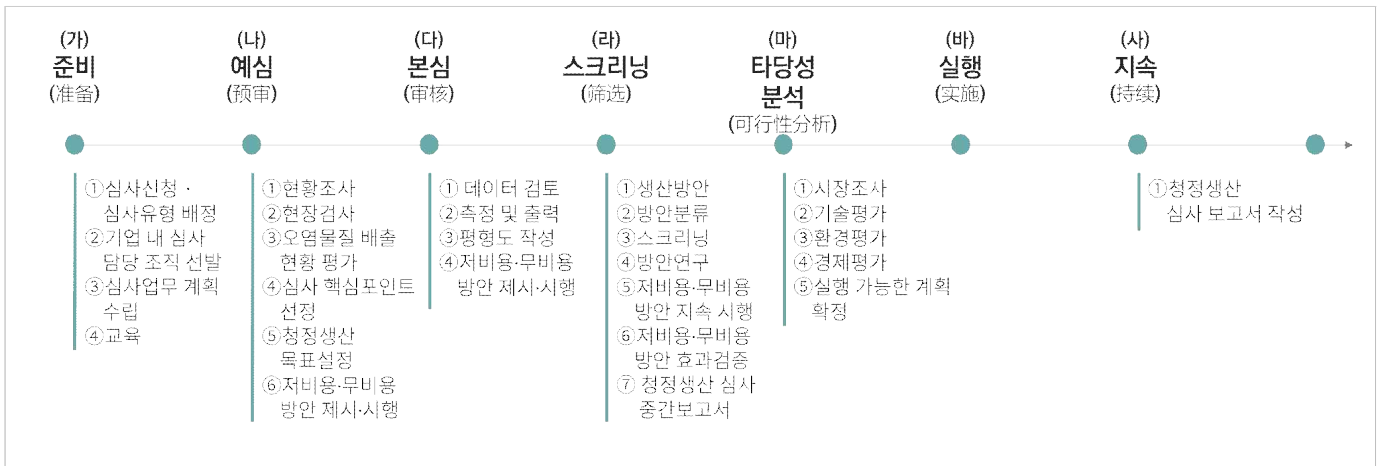 (가)
준비
(准备)
①심사신청 ·
심사유형 배정
②기업 내 심사
담당 조직 선발
③심사업무 계획
수립
④교육
(나)
예심
(预审)
①현황조사
②현장검사
③오염물질 배출
현황 평가
④심사 핵심포인트
선정
⑤청정생산
목표설정
⑥저비용·무비용
방안 제시·시행
(다)
본심
(审核)
① 데이터 검토
②측정 및 출력
③평형도 작성
④저비용·무비용
방안 제시·시행
(라)
스크리닝
(筛选)
①생산방안
②방안분류
③스크리닝
④방안연구
⑤저비용·무비용
방안 지속 시행
⑥저비용·무비용
방안 효과검증
⑦ 청정생산 심사
중간보고서
(마)
타당성
분석
(可行性分析)
①시장조사
②기술평가
③환경평가
④경제평가
⑤실행 가능한 계획
확정
(바)
실행
(实施)
(사)
지속
(持续)
①청정생산
심사 보고서 작성